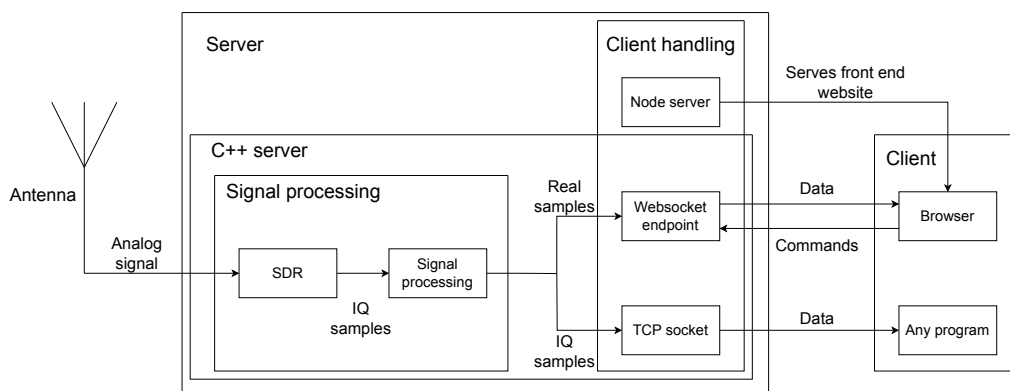 Server
Client handling
Node server
Serves front end
website
C++ server
Client
Antenna
Signal processing
Real
samples
Websocket
endpoint
Data
Browser
Commands
Analog
signal
SDR
Signal
processing
IQ
samples
IQ
samples
TCP socket
Data
Any program